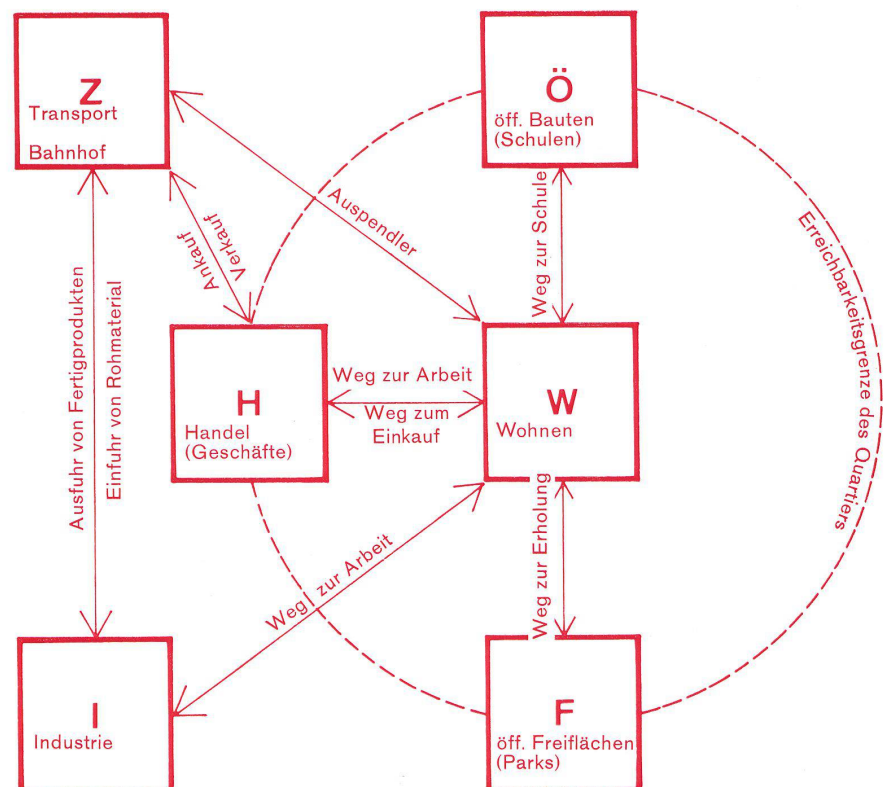 Z
Transport
Bahnhof
Ö
öff. Bauten
(Schulen)
Auspendler
Ankauf
Verkauf
Weg zur Schule
Erreichbarkeitsgrenze des Quartiers
Ausfuhr von Fertigprodukten
Einfuhr von Rohmaterial
H
Handel
(Geschäfte)
Weg zur Arbeit
Weg zum
Einkauf
W
Wohnen
Weg zur Arbeit
Weg zur Erholung
I
Industrie
F
öff. Freiflächen
(Parks)